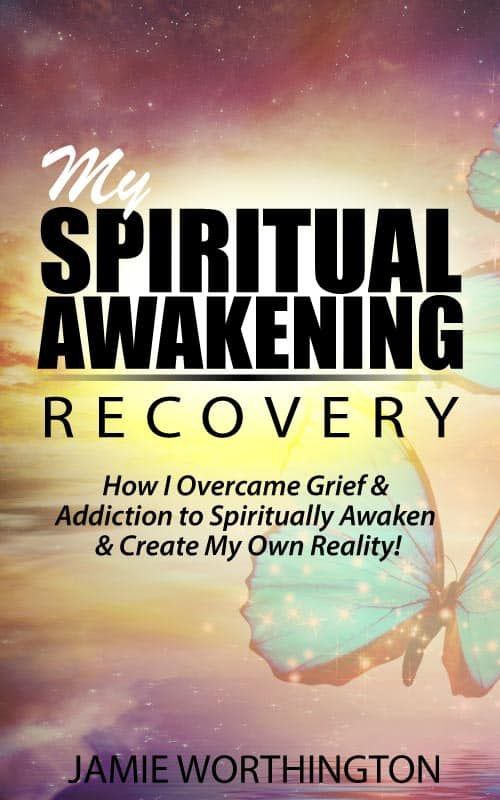 My
SPIRITUAL
AWAKENING
RECOVERY
How I Overcame Grief &
Addiction to Spiritually Awaken
& Create My Own Reality!
JAMIE WORTHINGTON